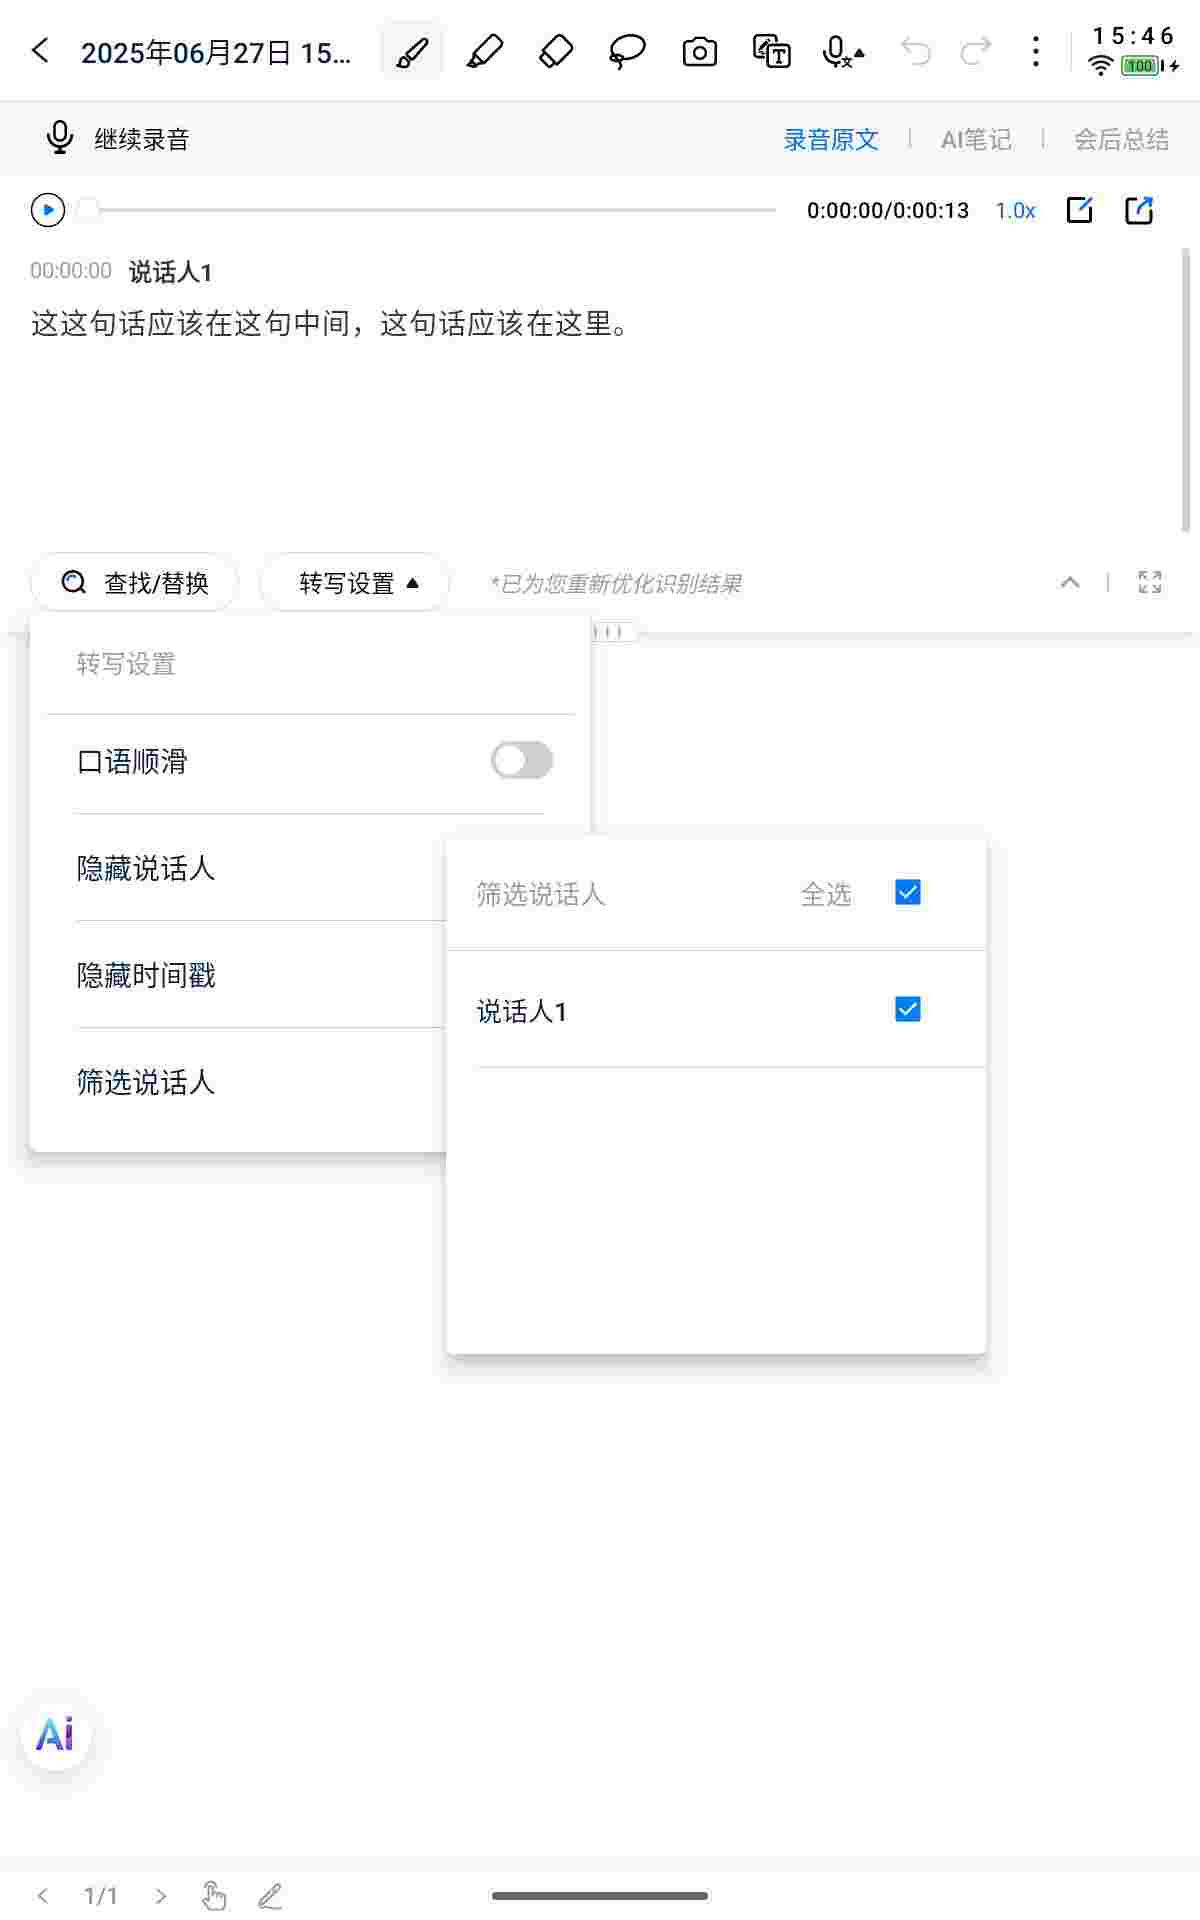 2025年06月27日 15...
15:46
100
继续录音
录音原文
AI笔记
会后总结
0:00:00/0:00:13
1.0x
00:00:00 说话人1
这这句话应该在这句中间，这句话应该在这里。
查找/替换
转写设置
*已为您重新优化识别结果
转写设置
口语顺滑
隐藏说话人
隐藏时间戳
筛选说话人
筛选说话人 全选
说话人1
Ai
1/1